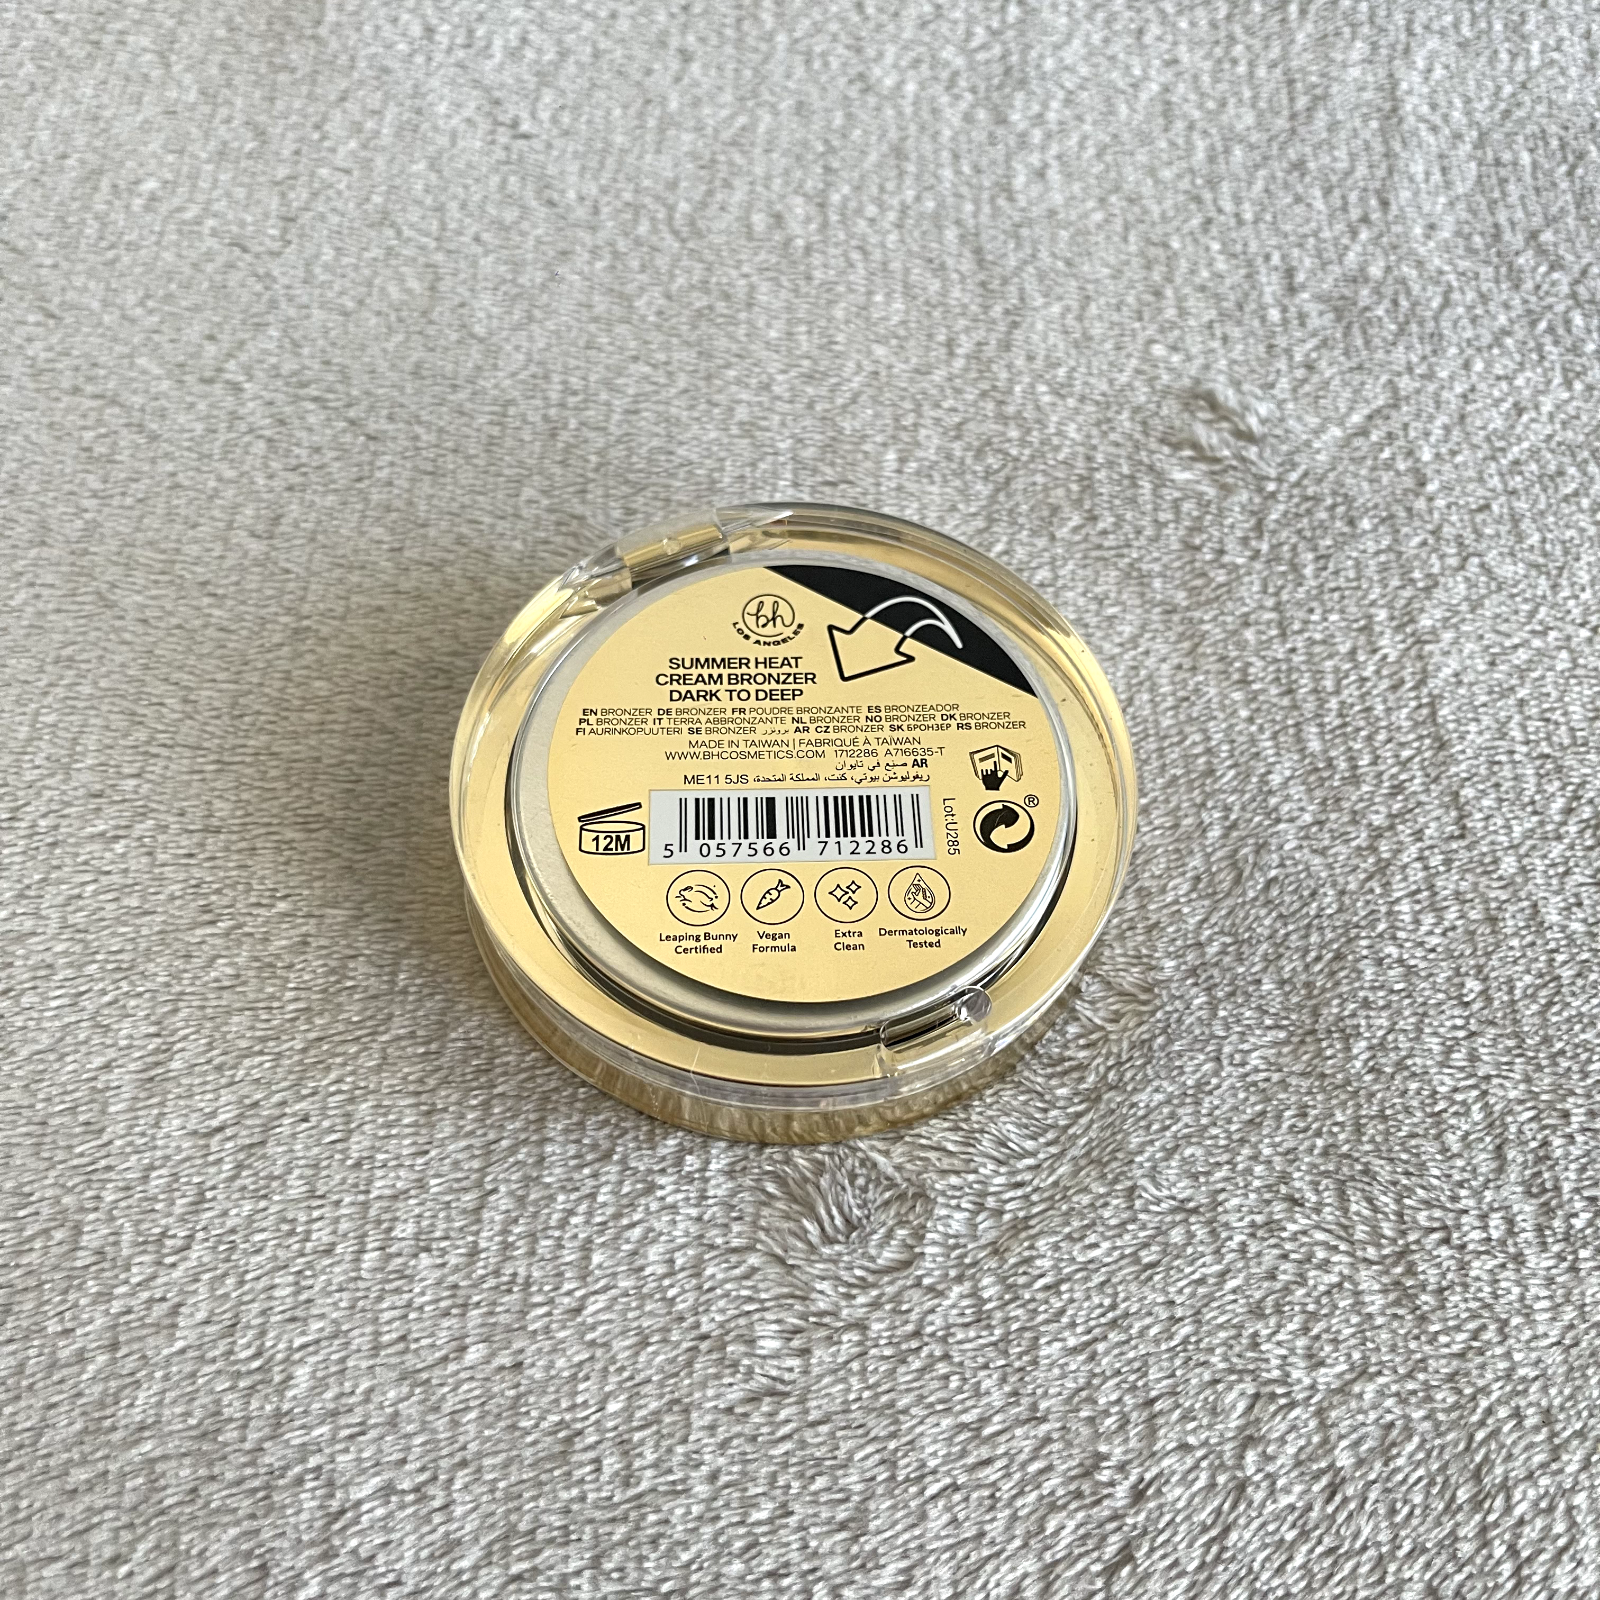 bh
LOS ANGELES
SUMMER HEAT
CREAM BRONZER
DARK TO DEEP
EN BRONZER DE BRONZER FR POUDRE BRONZANTE ES BRONZEADOR
PL BRONZER IT TERRA ABBRONZANTE NL BRONZER NO BRONZER DK BRONZER
FI AURINKOPUUTERI SE BRONZER برونزر AR CZ BRONZER SK БРОНЗЕР RS BRONZER
MADE IN TAIWAN | FABRIQUÉ À TAÏWAN
WWW.BHCOSMETICS.COM 1712286 A716635-T
AR صنع في تايوان
ريفوليوشن بيوتي، كنت، المملكة المتحدة، ME11 5JS
12M
5 057566 712286
Lot:U285
®
Leaping Bunny
Certified
Vegan
Formula
Extra
Clean
Dermatologically
Tested